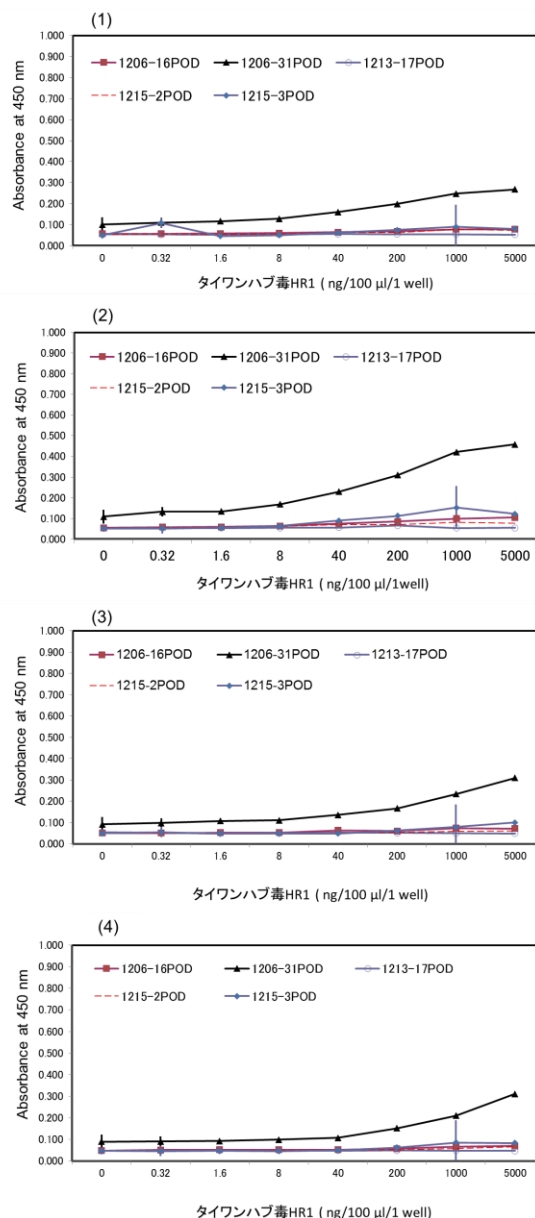 (1)
1.000
0.900
0.800
0.700
0.600
0.500
0.400
0.300
0.200
0.100
0.000
Absorbance at 450 nm
1206-16POD 1206-31POD 1213-17POD
1215-2POD 1215-3POD
0 0.32 1.6 8 40 200 1000 5000
タイワンハブ毒HR1 ( ng/100 μl/1 well)
(2)
1.000
0.900
0.800
0.700
0.600
0.500
0.400
0.300
0.200
0.100
0.000
Absorbance at 450 nm
1206-16POD 1206-31POD 1213-17POD
1215-2POD 1215-3POD
0 0.32 1.6 8 40 200 1000 5000
タイワンハブ毒HR1 ( ng/100 μl/1well)
(3)
1.000
0.900
0.800
0.700
0.600
0.500
0.400
0.300
0.200
0.100
0.000
Absorbance at 450 nm
1206-16POD 1206-31POD 1213-17POD
1215-2POD 1215-3POD
0 0.32 1.6 8 40 200 1000 5000
タイワンハブ毒HR1 ( ng/100 μl/1 well)
(4)
1.000
0.900
0.800
0.700
0.600
0.500
0.400
0.300
0.200
0.100
0.000
Absorbance at 450 nm
1206-16POD 1206-31POD 1213-17POD
1215-2POD 1215-3POD
0 0.32 1.6 8 40 200 1000 5000
タイワンハブ毒HR1 ( ng/100 μl/1 well)